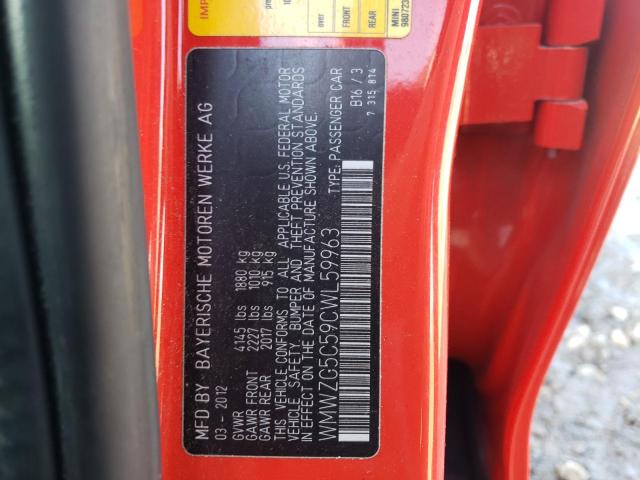 MFD BY BAYERISCHE MOTOREN WERKE AG
03-2012
GVWR 4145 lbs 1880 kg
GAWR FRONT 2227 lbs 1010 kg
GAWR REAR 2017 lbs 915 kg
THIS VEHICLE CONFORMS TO ALL APPLICABLE U.S. FEDERAL MOTOR
VEHICLE SAFETY, BUMPER AND THEFT PREVENTION STANDARDS
IN EFFECT ON THE DATE OF MANUFACTURE SHOWN ABOVE.
WMWZG5C59CWL59963 TYPE: PASSENGER CAR
B16 / 3
7 315 814
over
FRONT
REAR
MINI